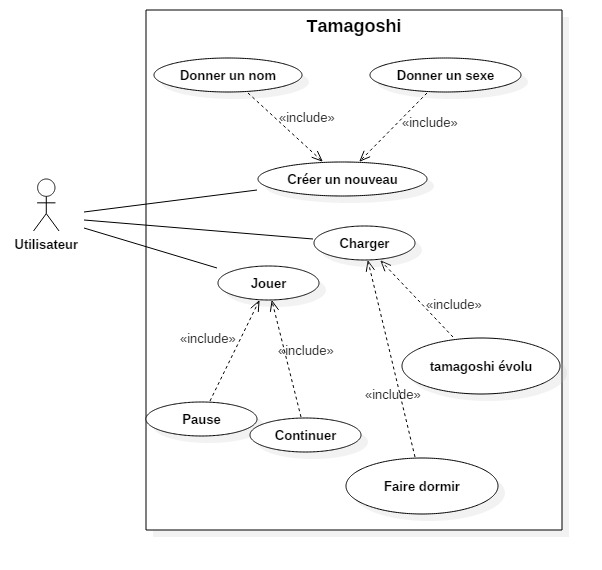 Tamagoshi
Donner un nom
Donner un sexe
«include»
«include»
Créer un nouveau
Utilisateur
Charger
Jouer
«include»
«include»
«include»
tamagoshi évolu
«include»
Pause
Continuer
Faire dormir